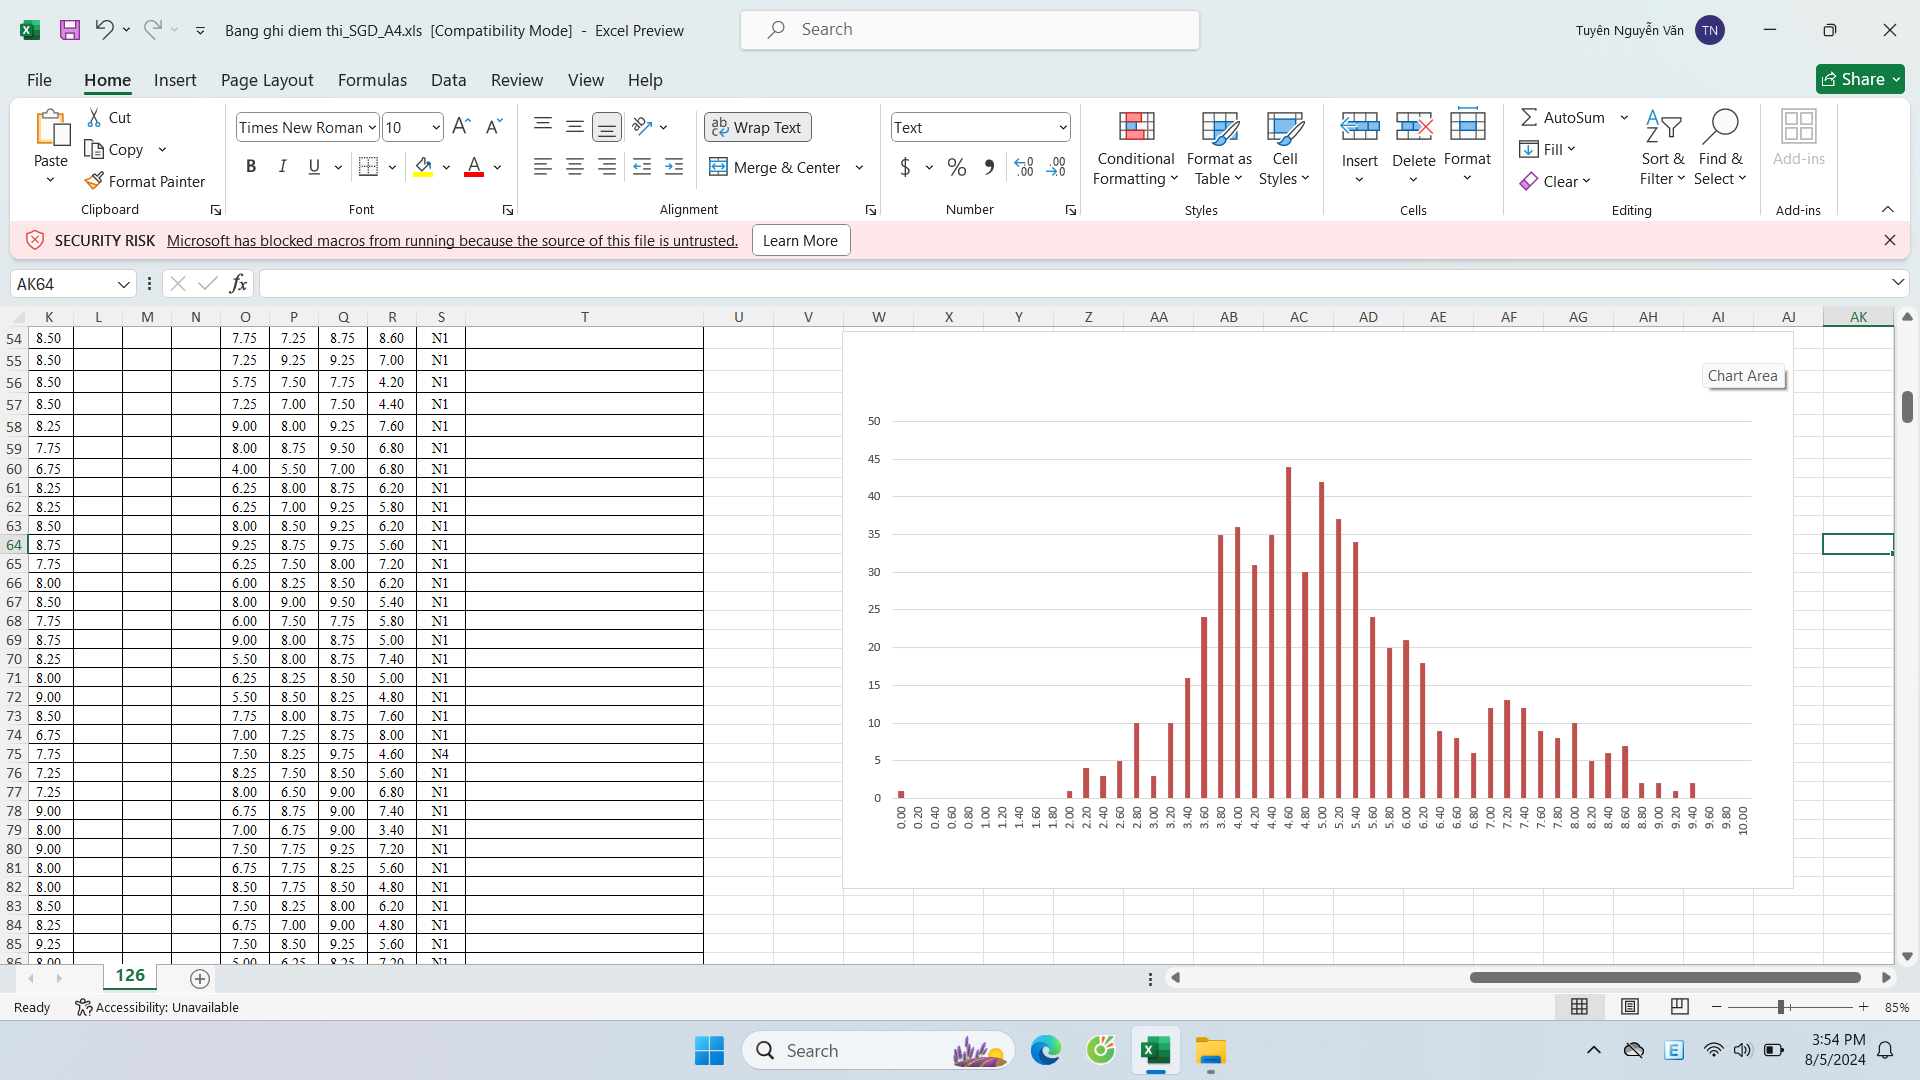 Bang ghi diem thi_SGD_A4.xls [Compatibility Mode] - Excel Preview
Search
Tuyên Nguyễn Văn TN
File Home Insert Page Layout Formulas Data Review View Help
Share
Paste
Cut
Copy
Format Painter
Clipboard
Times New Roman 10
B I U
Font
Wrap Text
Merge & Center
Alignment
Text
$ %
Number
Conditional Formatting
Format as Table
Cell Styles
Styles
Insert Delete Format
Cells
AutoSum
Fill
Clear
Sort & Filter
Find & Select
Editing
Add-ins
Add-ins
SECURITY RISK Microsoft has blocked macros from running because the source of this file is untrusted. Learn More
AK64 fx
K L M N O P Q R S T U V W X Y Z AA AB AC AD AE AF AG AH AI AJ AK
54 8.50 7.75 7.25 8.75 8.60 N1
55 8.50 7.25 9.25 9.25 7.00 N1
56 8.50 5.75 7.50 7.75 4.20 N1
57 8.50 7.25 7.00 7.50 4.40 N1
58 8.25 9.00 8.00 9.25 7.60 N1
59 7.75 8.00 8.75 9.50 6.80 N1
60 6.75 4.00 5.50 7.00 6.80 N1
61 8.25 6.25 8.00 8.75 6.20 N1
62 8.25 6.25 7.00 9.25 5.80 N1
63 8.50 8.00 8.50 9.25 6.20 N1
64 8.75 9.25 8.75 9.75 5.60 N1
65 7.75 6.25 7.50 8.00 7.20 N1
66 8.00 6.00 8.25 8.50 6.20 N1
67 8.50 8.00 9.00 9.50 5.40 N1
68 7.75 6.00 7.50 7.75 5.80 N1
69 8.75 9.00 8.00 8.75 5.00 N1
70 8.25 5.50 8.00 8.75 7.40 N1
71 8.00 6.25 8.25 8.50 5.00 N1
72 9.00 5.50 8.50 8.25 4.80 N1
73 8.50 7.75 8.00 8.75 7.60 N1
74 6.75 7.00 7.25 8.75 8.00 N1
75 7.75 7.50 8.25 9.75 4.60 N4
76 7.25 8.25 7.50 8.50 5.60 N1
77 7.25 8.00 6.50 9.00 6.80 N1
78 9.00 6.75 8.75 9.00 7.40 N1
79 8.00 7.00 6.75 9.00 3.40 N1
80 9.00 7.50 7.75 9.25 7.20 N1
81 8.00 6.75 7.75 8.25 5.60 N1
82 8.00 8.50 7.75 8.50 4.80 N1
83 8.50 7.50 8.25 8.00 6.20 N1
84 8.25 6.75 7.00 9.00 4.80 N1
85 9.25 7.50 8.50 9.25 5.60 N1
86 8.00 5.00 6.25 8.25 7.20 N1
Chart Area
50
45
40
35
30
25
20
15
10
5
0
0.00 0.20 0.40 0.60 0.80 1.00 1.20 1.40 1.60 1.80 2.00 2.20 2.40 2.60 2.80 3.00 3.20 3.40 3.60 3.80 4.00 4.20 4.40 4.60 4.80 5.00 5.20 5.40 5.60 5.80 6.00 6.20 6.40 6.60 6.80 7.00 7.20 7.40 7.60 7.80 8.00 8.20 8.40 8.60 8.80 9.00 9.20 9.40 9.60 9.80 10.00
126
Ready Accessibility: Unavailable
85%
Search
3:54 PM
8/5/2024